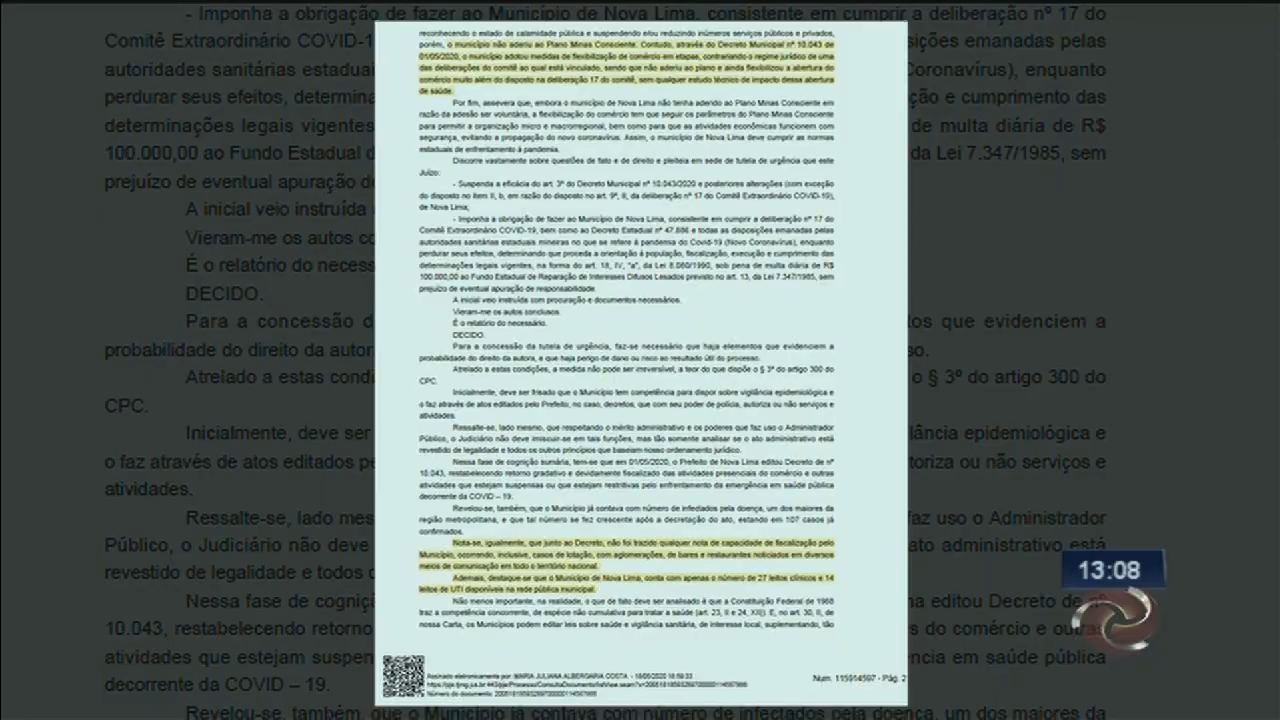 reconhecendo o estado de calamidade pública e suspendendo e/ou reduzindo inúmeros serviços públicos e privados,
porém, o município não aderiu ao Plano Minas Consciente. Contudo, através do Decreto Municipal nº 10.043 de
01/05/2020, o município adotou medidas de flexibilização de comércio em etapas, contrariando o regime jurídico de uma
das deliberações do comitê ao qual está vinculado, sendo que não aderiu ao plano e ainda flexibilizou a abertura do
comércio muito além do disposto na deliberação 17 do comitê, sem qualquer estudo técnico de impacto dessa abertura
de saúde.
Por fim, assevera que, embora o município de Nova Lima não tenha aderido ao Plano Minas Consciente em
razão da adesão ser voluntária, a flexibilização do comércio tem que seguir os parâmetros do Plano Minas Consciente
para permitir a organização micro e macrorregional, bem como para que as atividades econômicas funcionem com
segurança, evitando a propagação do novo coronavírus. Assim, o município de Nova Lima deve cumprir as normas
estaduais de enfrentamento à pandemia.
Discorre vastamente sobre questões de fato e de direito e pleiteia em sede de tutela de urgência que este
Juízo:
- Suspenda a eficácia do art. 3º do Decreto Municipal nº 10.043/2020 e posteriores alterações (com exceção
do disposto no item II, b, em razão do disposto no art. 9º, II, da deliberação nº 17 do Comitê Extraordinário COVID-19),
de Nova Lima;
- Imponha a obrigação de fazer ao Município de Nova Lima, consistente em cumprir a deliberação nº 17 do
Comitê Extraordinário COVID-19, bem como ao Decreto Estadual nº 47.886 e todas as disposições emanadas pelas
autoridades sanitárias estaduais mineiras no que se refere à pandemia do Covid-19 (Novo Coronavírus), enquanto
perdurar seus efeitos, determinando que proceda a orientação à população, fiscalização, execução e cumprimento das
determinações legais vigentes, na forma do art. 18, IV, "a", da Lei 8.080/1990, sob pena de multa diária de R$
100.000,00 ao Fundo Estadual de Reparação de Interesses Difusos Lesados previsto no art. 13, da Lei 7.347/1985, sem
prejuízo de eventual apuração de responsabilidade.
A inicial veio instruída com procuração e documentos necessários.
Vieram-me os autos conclusos.
É o relatório do necessário.
DECIDO.
Para a concessão da tutela de urgência, faz-se necessário que haja elementos que evidenciem a
probabilidade do direito da autora, e que haja perigo de dano ou risco ao resultado útil do processo.
Atrelado a estas condições, a medida não pode ser irreversível, a teor do que dispõe o § 3º do artigo 300 do
CPC.
Inicialmente, deve ser frisado que o Município tem competência para dispor sobre vigilância epidemiológica e
o faz através de atos editados pelo Prefeito, no caso, decretos, que com seu poder de polícia, autoriza ou não serviços e
atividades.
Ressalte-se, lado mesmo, que respeitando o mérito administrativo e os poderes que faz uso o Administrador
Público, o Judiciário não deve imiscuir-se em tais funções, mas tão somente analisar se o ato administrativo está
revestido de legalidade e todos os outros princípios que baseiam nosso ordenamento jurídico.
Nessa fase de cognição sumária, tem-se que em 01/05/2020, o Prefeito de Nova Lima editou Decreto de nº
10.043, restabelecendo retorno gradativo e devidamente fiscalizado das atividades presenciais do comércio e outras
atividades que estejam suspensas ou que estejam restritivas pelo enfrentamento da emergência em saúde pública
decorrente da COVID – 19.
Revelou-se, também, que o Município já contava com número de infectados pela doença, um dos maiores da
região metropolitana, e que tal número se fez crescente após a decretação do ato, estando em 107 casos já
confirmados.
Nota-se, igualmente, que junto ao Decreto, não foi trazido qualquer nota de capacidade de fiscalização pelo
Município, ocorrendo, inclusive, casos de lotação, com aglomerações, de bares e restaurantes noticiados em diversos
meios de comunicação em todo o território nacional.
Ademais, destaque-se que o Município de Nova Lima, conta com apenas o número de 27 leitos clínicos e 14
leitos de UTI disponíveis na rede pública municipal.
Não menos importante, na realidade, o que de fato deve ser analisado é que a Constituição Federal de 1988
traz a competência concorrente, de espécie não cumulativa para tratar a saúde (art. 23, II e 24, XII). E, no art. 30, II, de
nossa Carta, os Municípios podem editar leis sobre saúde e vigilância sanitária, de interesse local, suplementando, tão
Assinado eletronicamente por: MARIA JULIANA ALBERGARIA COSTA - 18/05/2020 18:59:33
Número do documento:
Num. 115914597 - Pág. 2
13:08